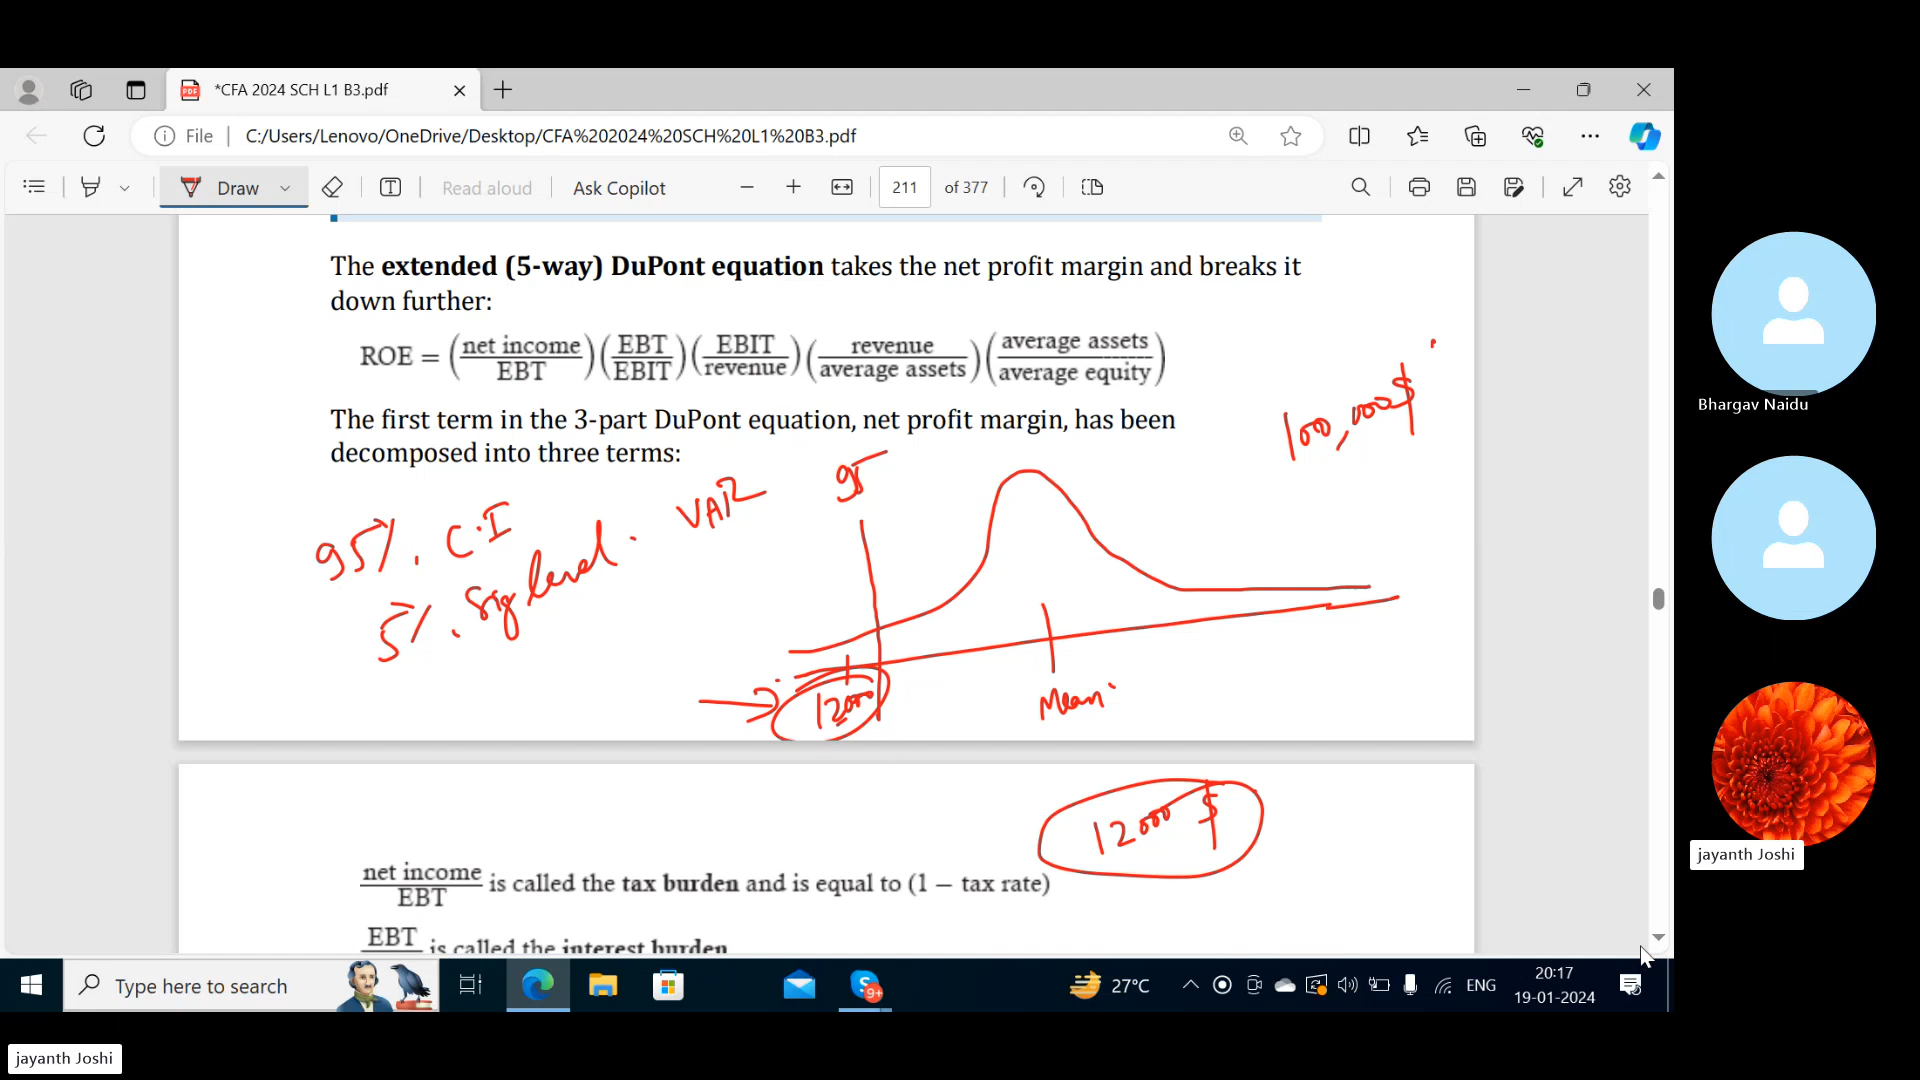 *CFA 2024 SCH L1 B3.pdf
File
C:/Users/Lenovo/OneDrive/Desktop/CFA%202024%20SCH%20L1%20B3.pdf
Draw
Read aloud
Ask Copilot
211 of 377
The extended (5-way) DuPont equation takes the net profit margin and breaks it
down further:
ROE = (net income/EBT)(EBT/EBIT)(EBIT/revenue)(revenue/average assets)(average assets/average equity)
The first term in the 3-part DuPont equation, net profit margin, has been
decomposed into three terms:
100,000$
95
VAR
95%. C.I
5%. Sig level.
12000
Mean
12000 $
net income/EBT is called the tax burden and is equal to (1 − tax rate)
EBT is called the interest burden
Bhargav Naidu
jayanth Joshi
Type here to search
9+
27°C
ENG
20:17
19-01-2024
jayanth Joshi